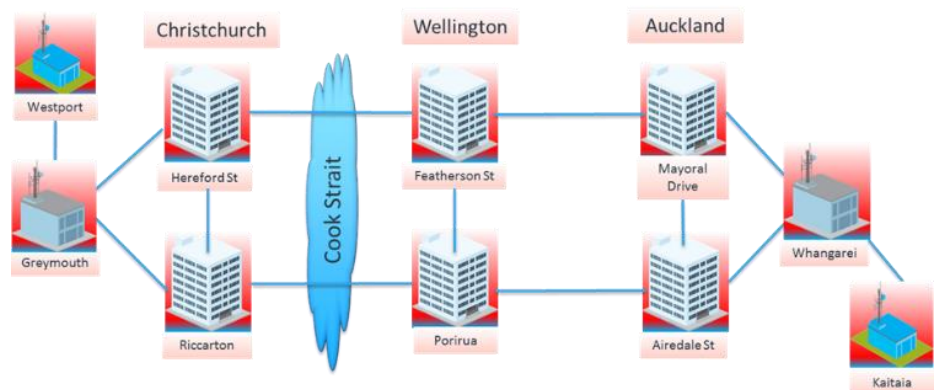 Christchurch
Wellington
Auckland
Westport
Hereford St
Featherson St
Mayoral
Drive
Cook Strait
Greymouth
Whangarei
Riccarton
Porirua
Airedale St
Kaitaia